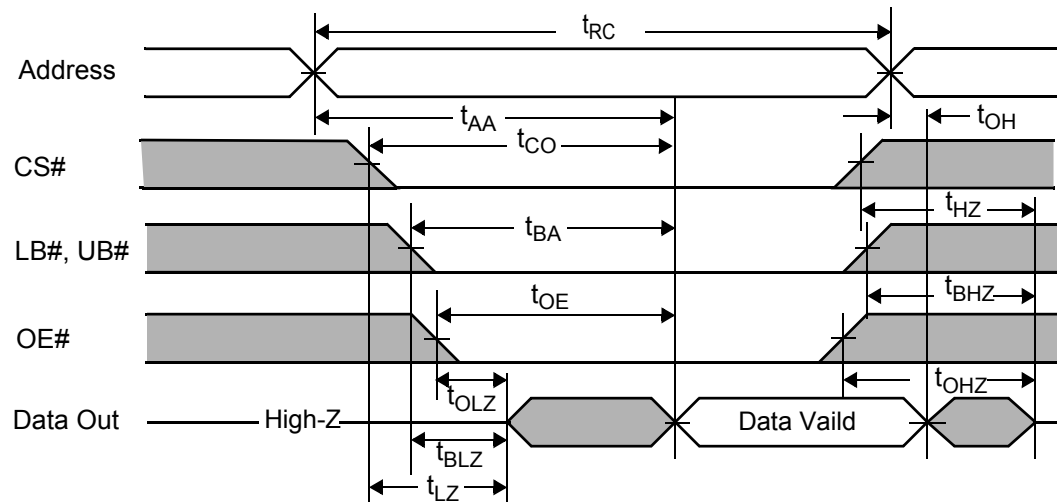 tRC
Address
tAA
tOH
tCO
CS#
tHZ
tBA
LB#, UB#
tBHZ
tOE
OE#
tOHZ
tOLZ
Data Out
High-Z
Data Vaild
tBLZ
tLZ